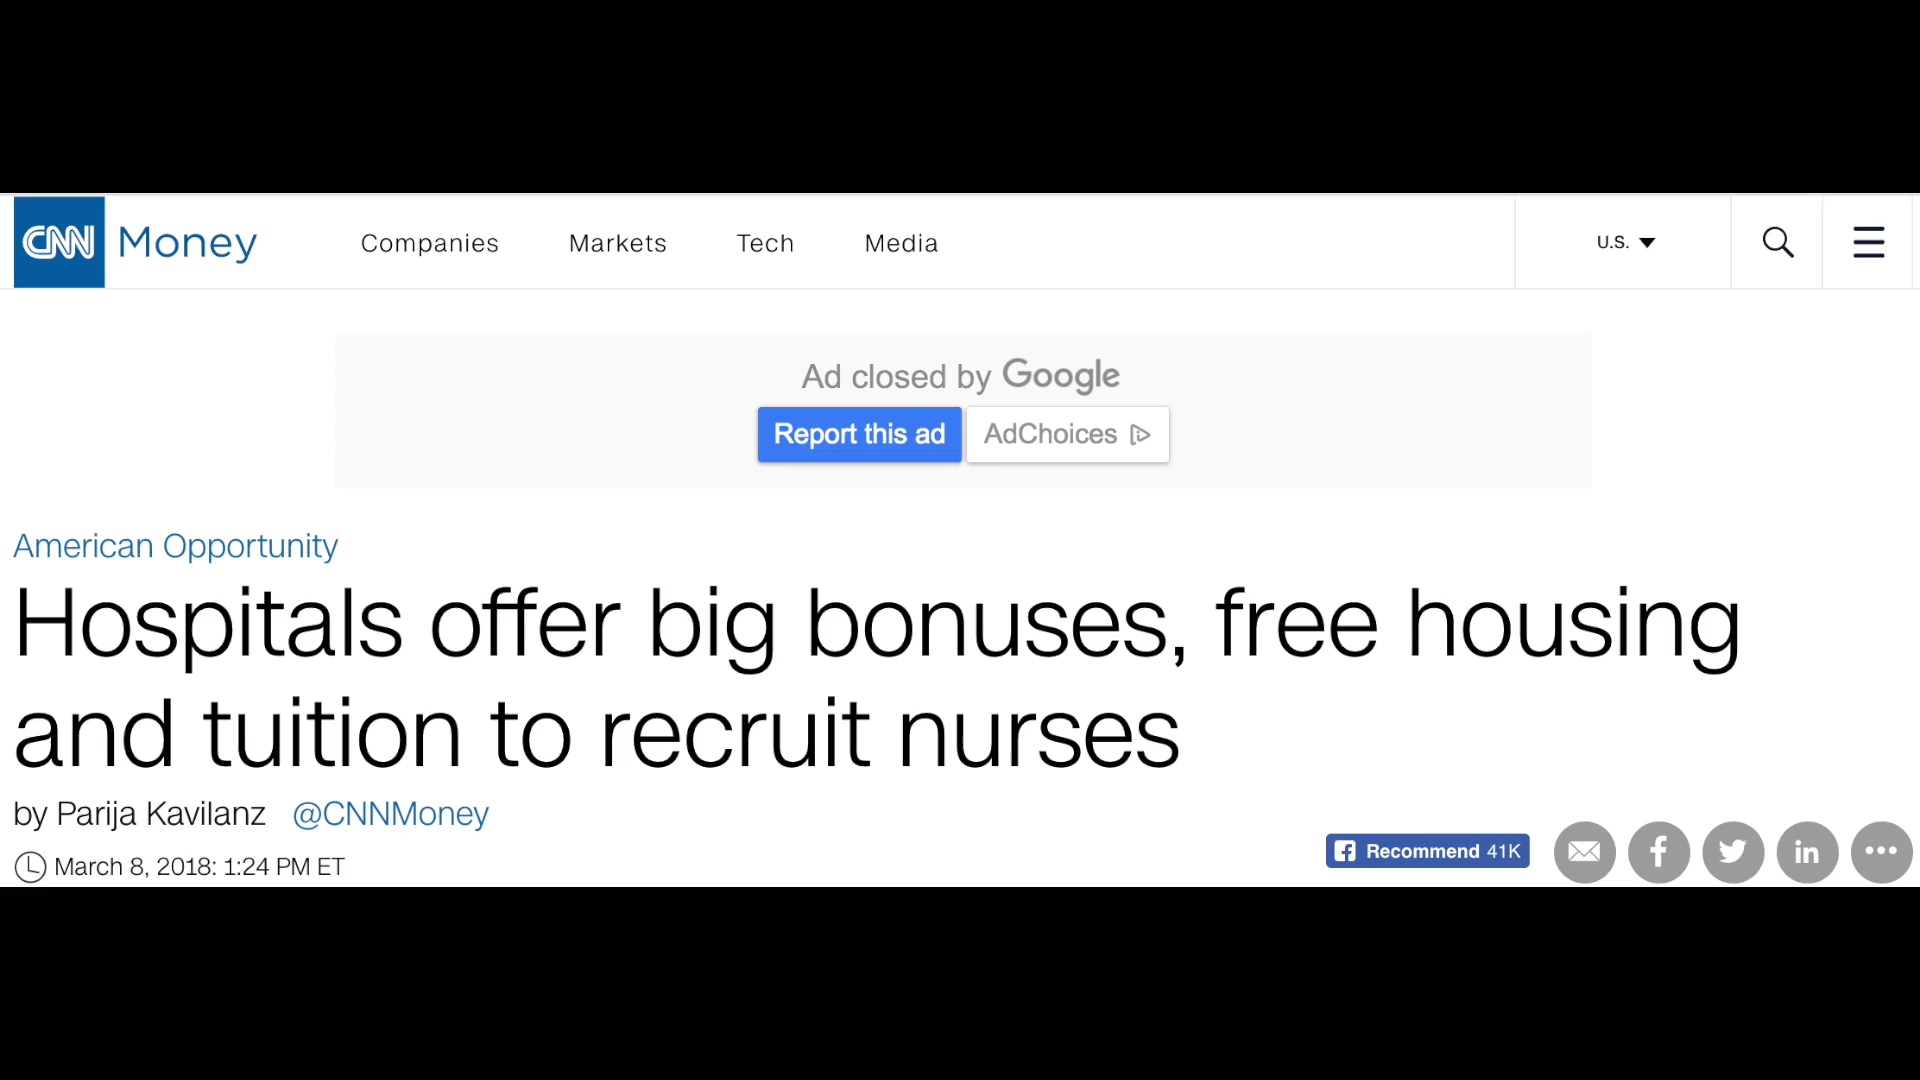 CNN Money Companies Markets Tech Media U.S.
Ad closed by Google
Report this ad AdChoices
American Opportunity
Hospitals offer big bonuses, free housing
and tuition to recruit nurses
by Parija Kavilanz @CNNMoney
Recommend 41K
March 8, 2018: 1:24 PM ET